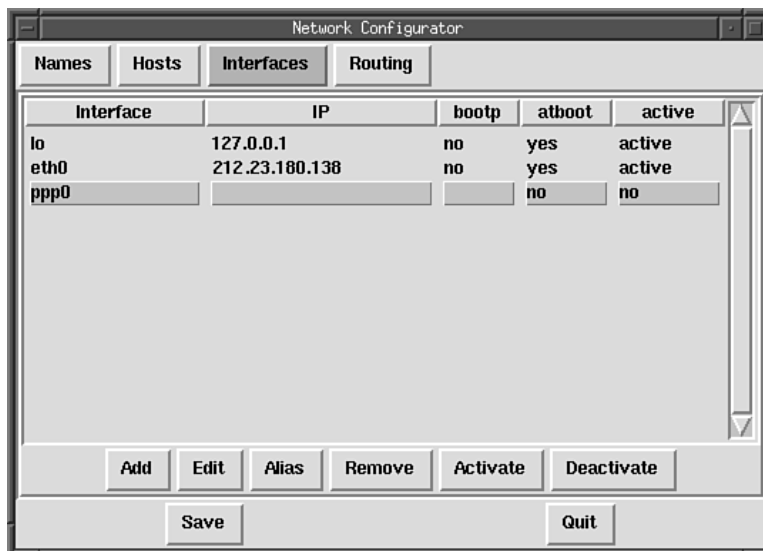 Network Configurator
Names Hosts Interfaces Routing
Interface IP bootp atboot active
lo 127.0.0.1 no yes active
eth0 212.23.180.138 no yes active
ppp0 no no
Add Edit Alias Remove Activate Deactivate
Save Quit